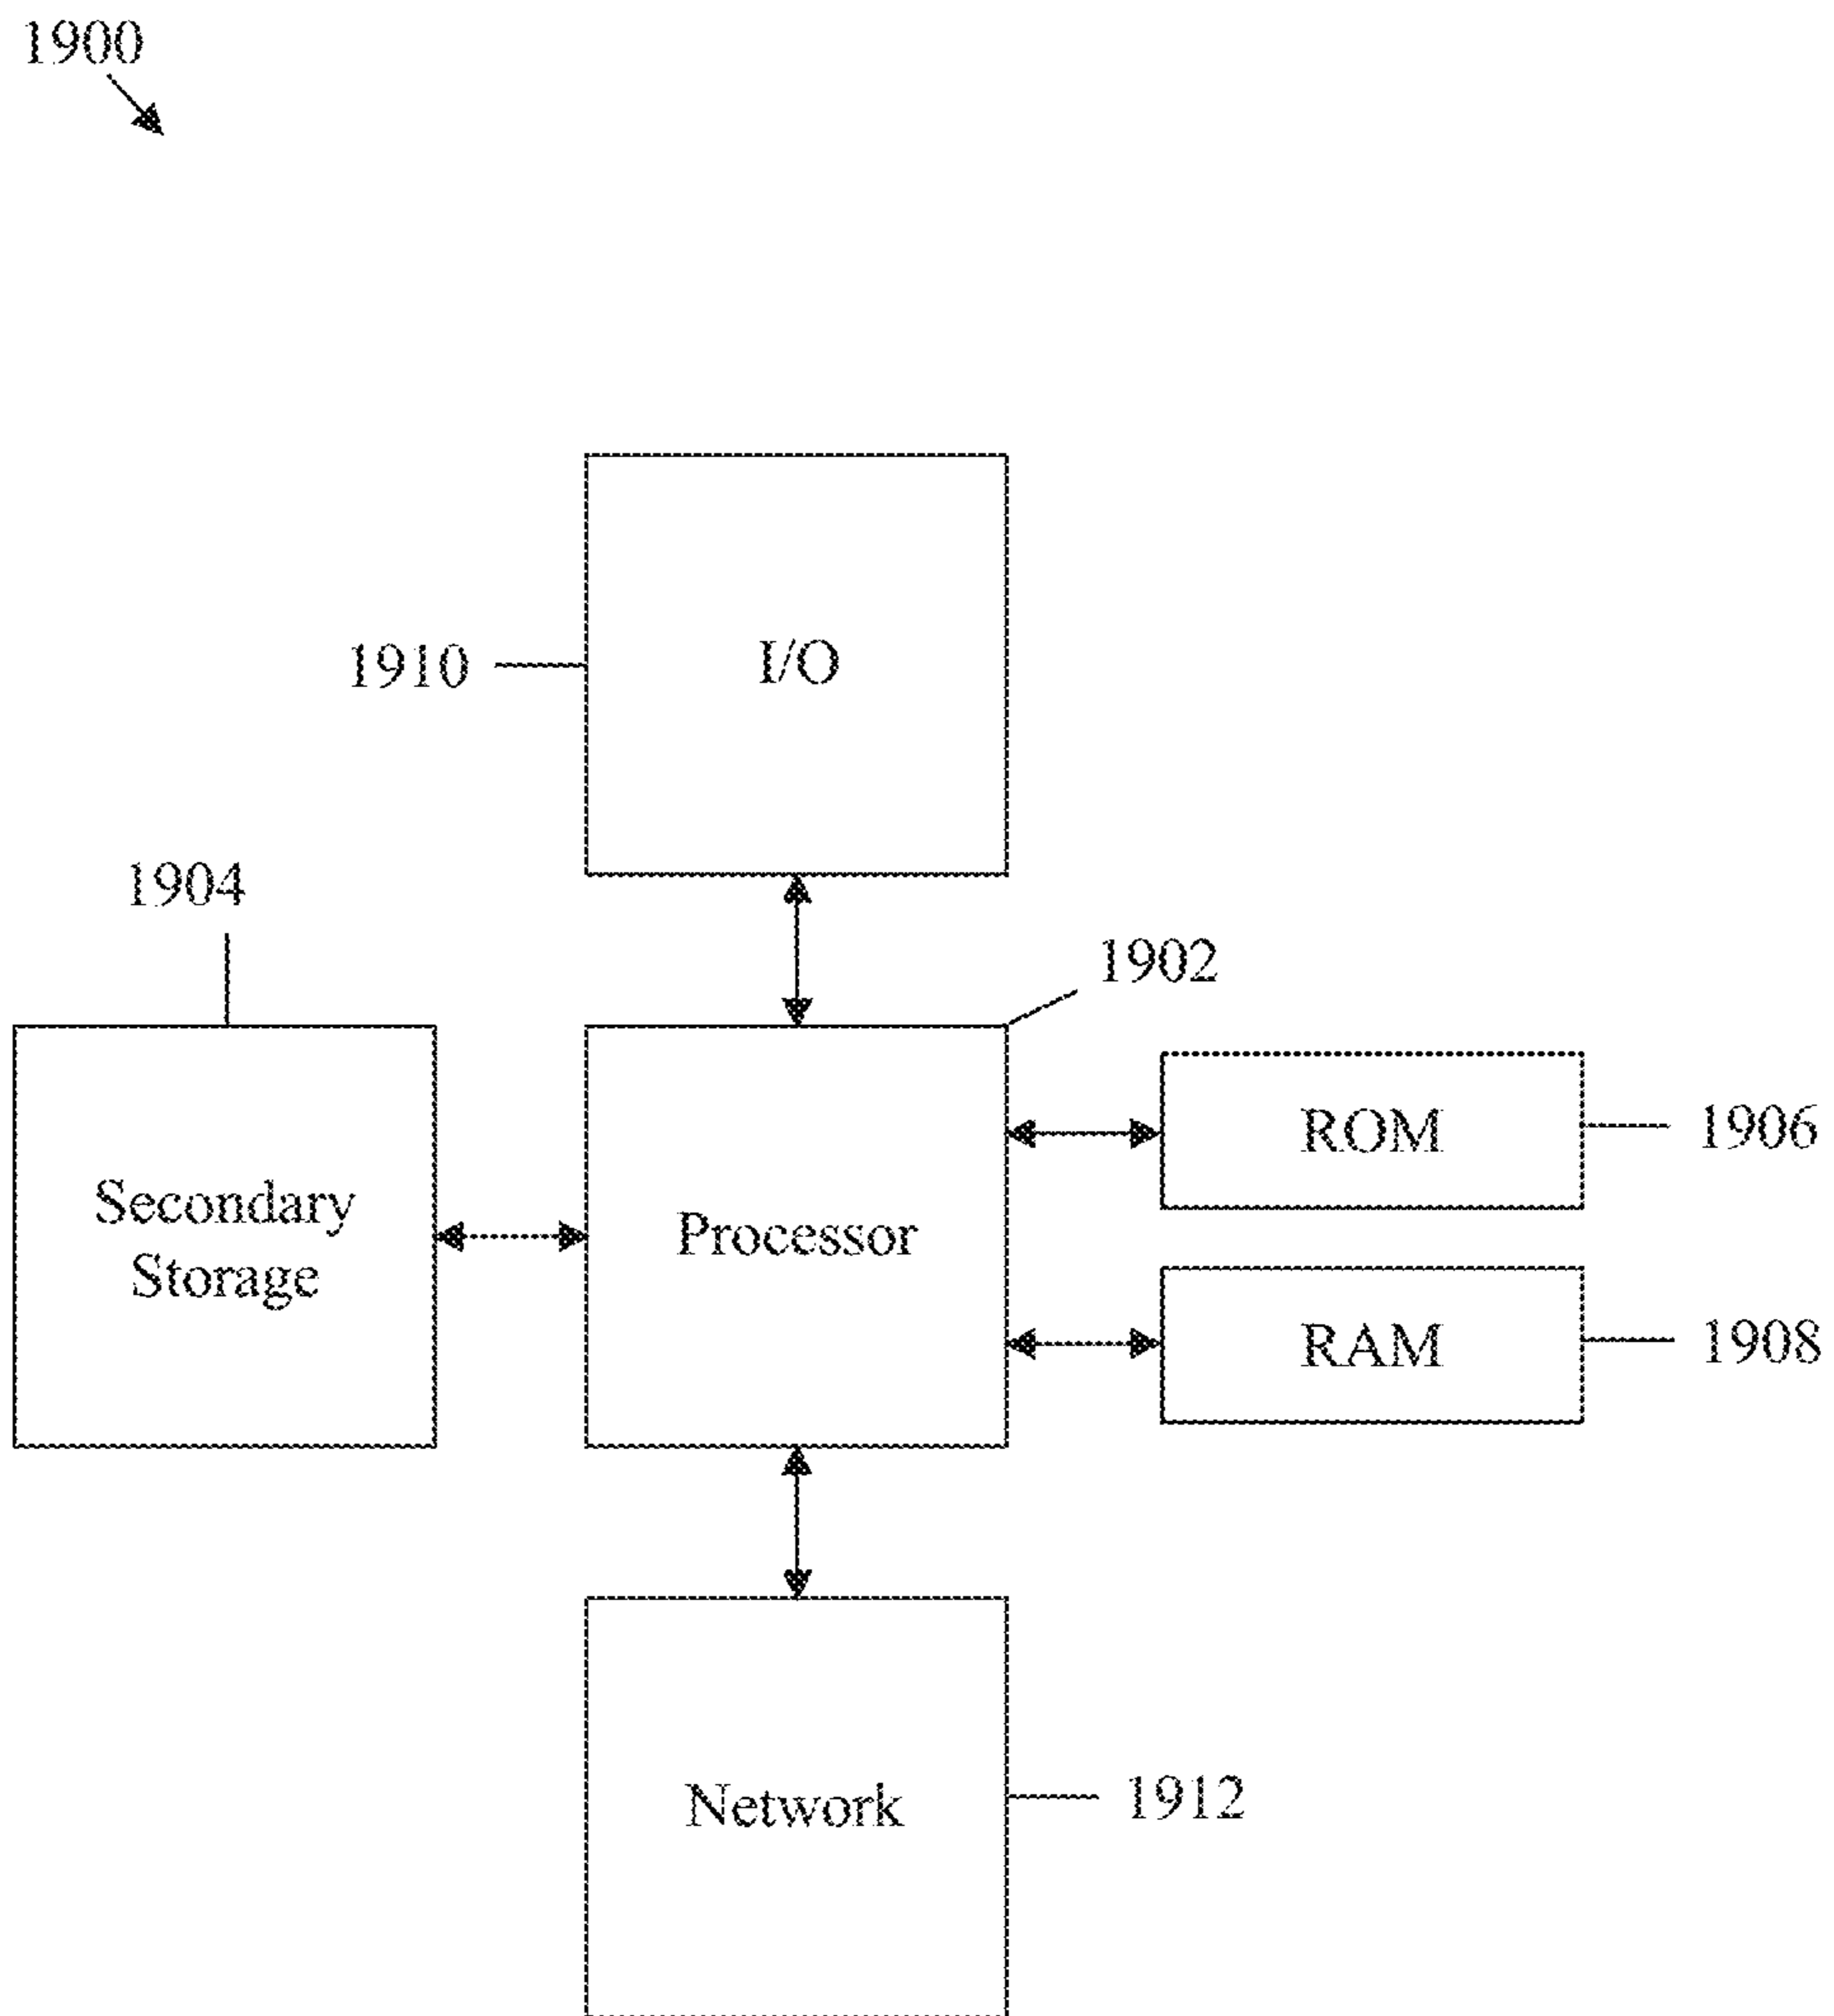 1900
1910
I/O
1904
1902
Secondary
Storage
Processor
ROM
1906
RAM
1908
Network
1912